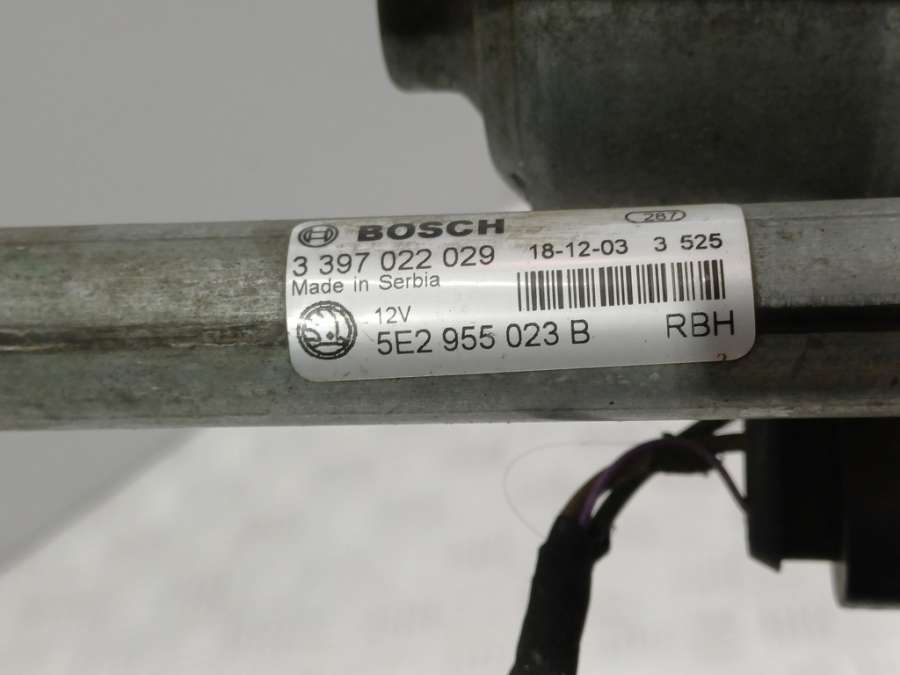 BOSCH
287
3 397 022 029
18-12-03 3 525
Made in Serbia
12V
5E2 955 023 B
RBH